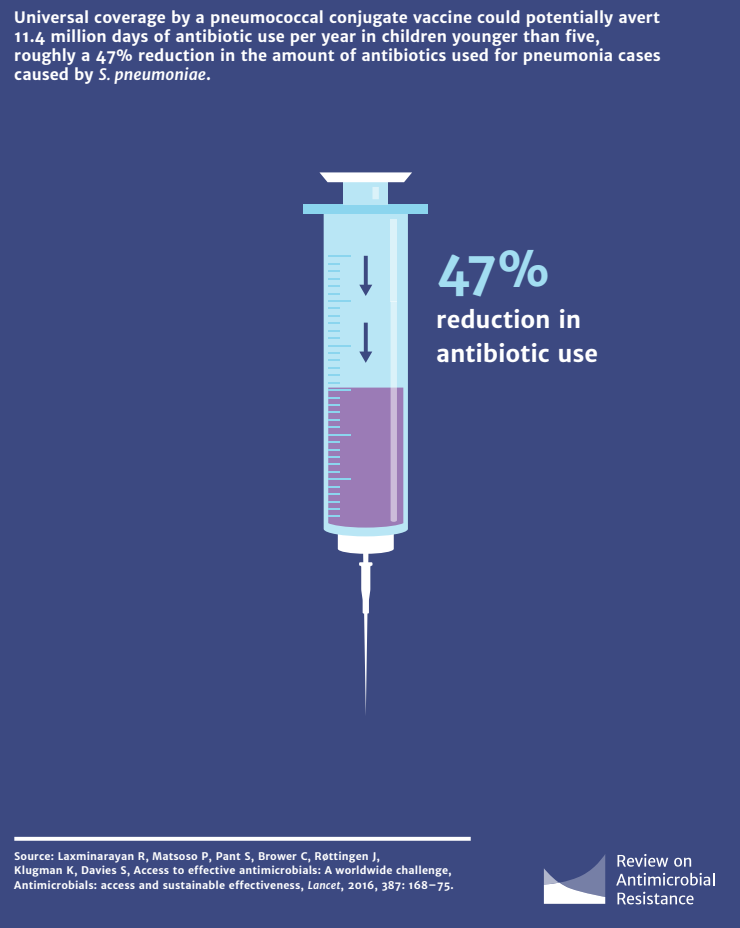 Universal coverage by a pneumococcal conjugate vaccine could potentially avert
11.4 million days of antibiotic use per year in children younger than five,
roughly a 47% reduction in the amount of antibiotics used for pneumonia cases
caused by S. pneumoniae.
47%
reduction in
antibiotic use
Source: Laxminarayan R, Matsoso P, Pant S, Brower C, Røttingen J,
Klugman K, Davies S, Access to effective antimicrobials: A worldwide challenge,
Antimicrobials: access and sustainable effectiveness, Lancet, 2016, 387: 168–75.
Review on
Antimicrobial
Resistance